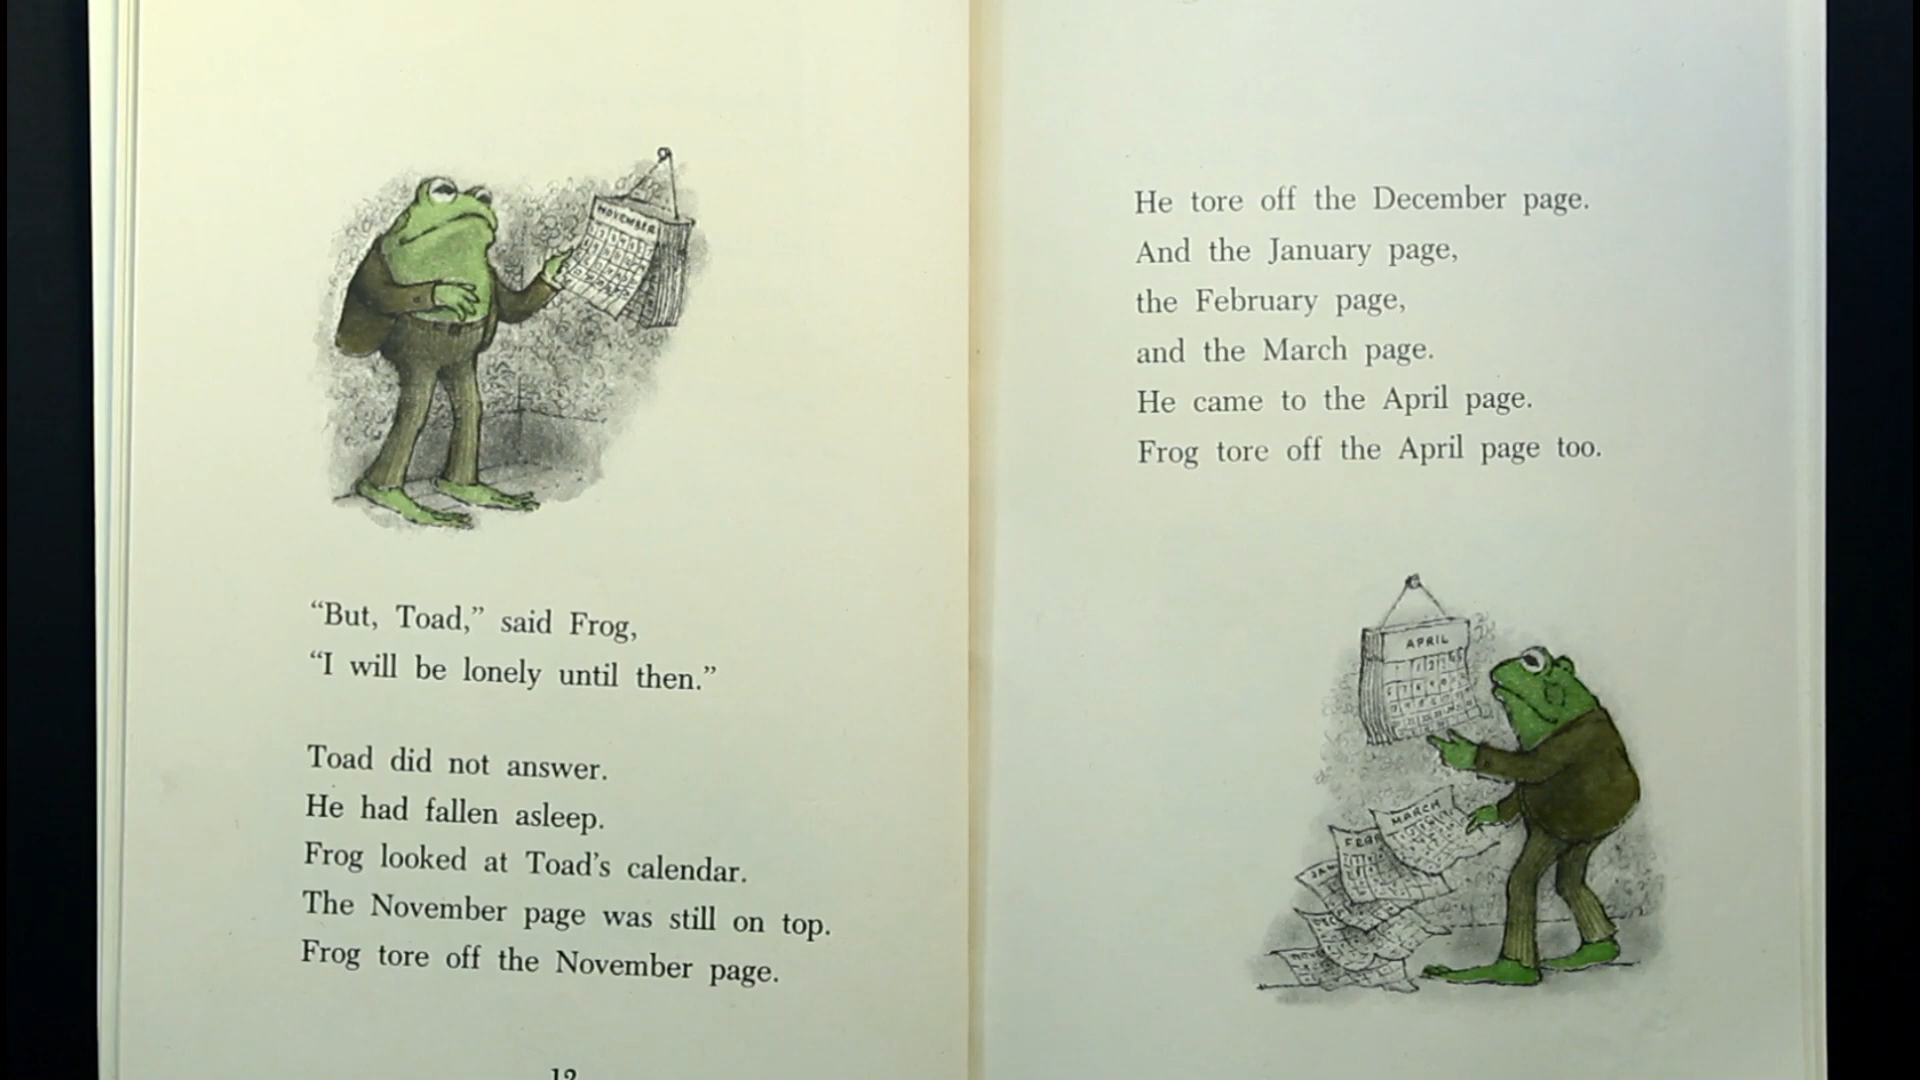 NOVEMBER
“But, Toad,” said Frog,
“I will be lonely until then.”
Toad did not answer.
He had fallen asleep.
Frog looked at Toad’s calendar.
The November page was still on top.
Frog tore off the November page.
12
He tore off the December page.
And the January page,
the February page,
and the March page.
He came to the April page.
Frog tore off the April page too.
APRIL
MARCH